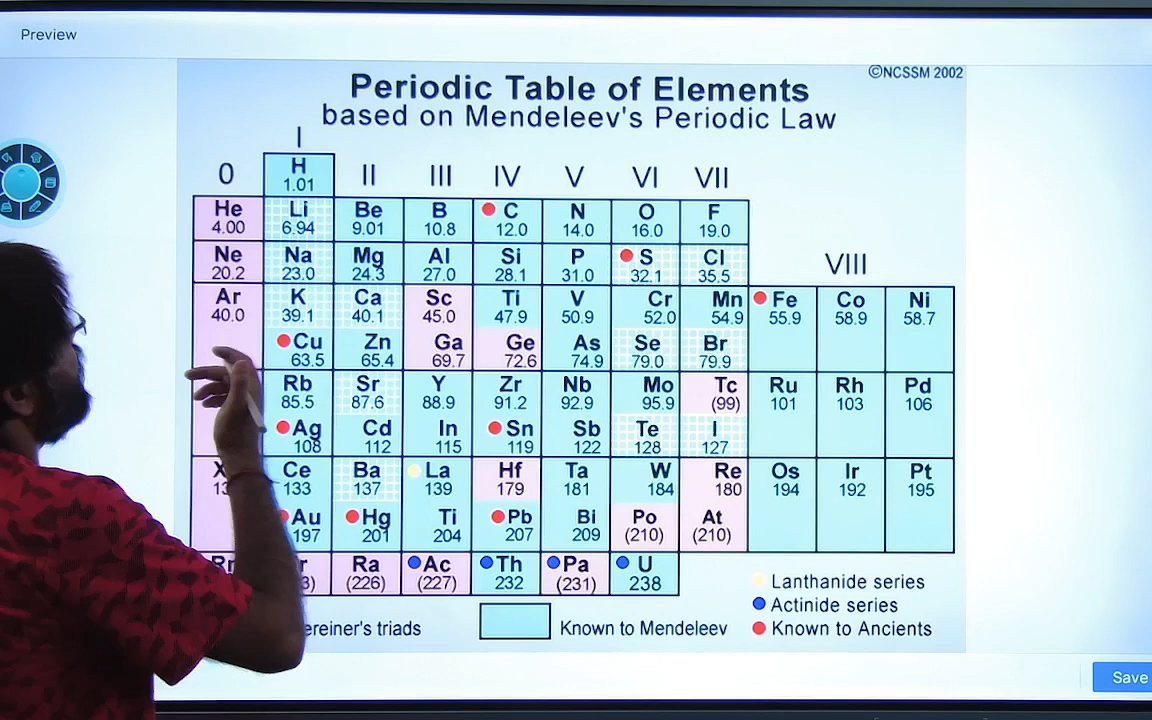 Preview
©NCSSM 2002
Periodic Table of Elements
based on Mendeleev's Periodic Law
I
0 H II III IV V VI VII
1.01
He Li Be B C N O F
4.00 6.94 9.01 10.8 12.0 14.0 16.0 19.0
Ne Na Mg Al Si P S Cl VIII
20.2 23.0 24.3 27.0 28.1 31.0 32.1 35.5
Ar K Ca Sc Ti V Cr Mn Fe Co Ni
40.0 39.1 40.1 45.0 47.9 50.9 52.0 54.9 55.9 58.9 58.7
Cu Zn Ga Ge As Se Br
63.5 65.4 69.7 72.6 74.9 79.0 79.9
Rb Sr Y Zr Nb Mo Tc Ru Rh Pd
85.5 87.6 88.9 91.2 92.9 95.9 (99) 101 103 106
Ag Cd In Sn Sb Te I
108 112 115 119 122 128 127
Ce Ba La Hf Ta W Re Os Ir Pt
133 137 139 179 181 184 180 194 192 195
Au Hg Ti Pb Bi Po At
197 201 204 207 209 (210) (210)
Ra Ac Th Pa U
(226) (227) 232 (231) 238
Lanthanide series
Actinide series
triads Known to Mendeleev Known to Ancients
Save